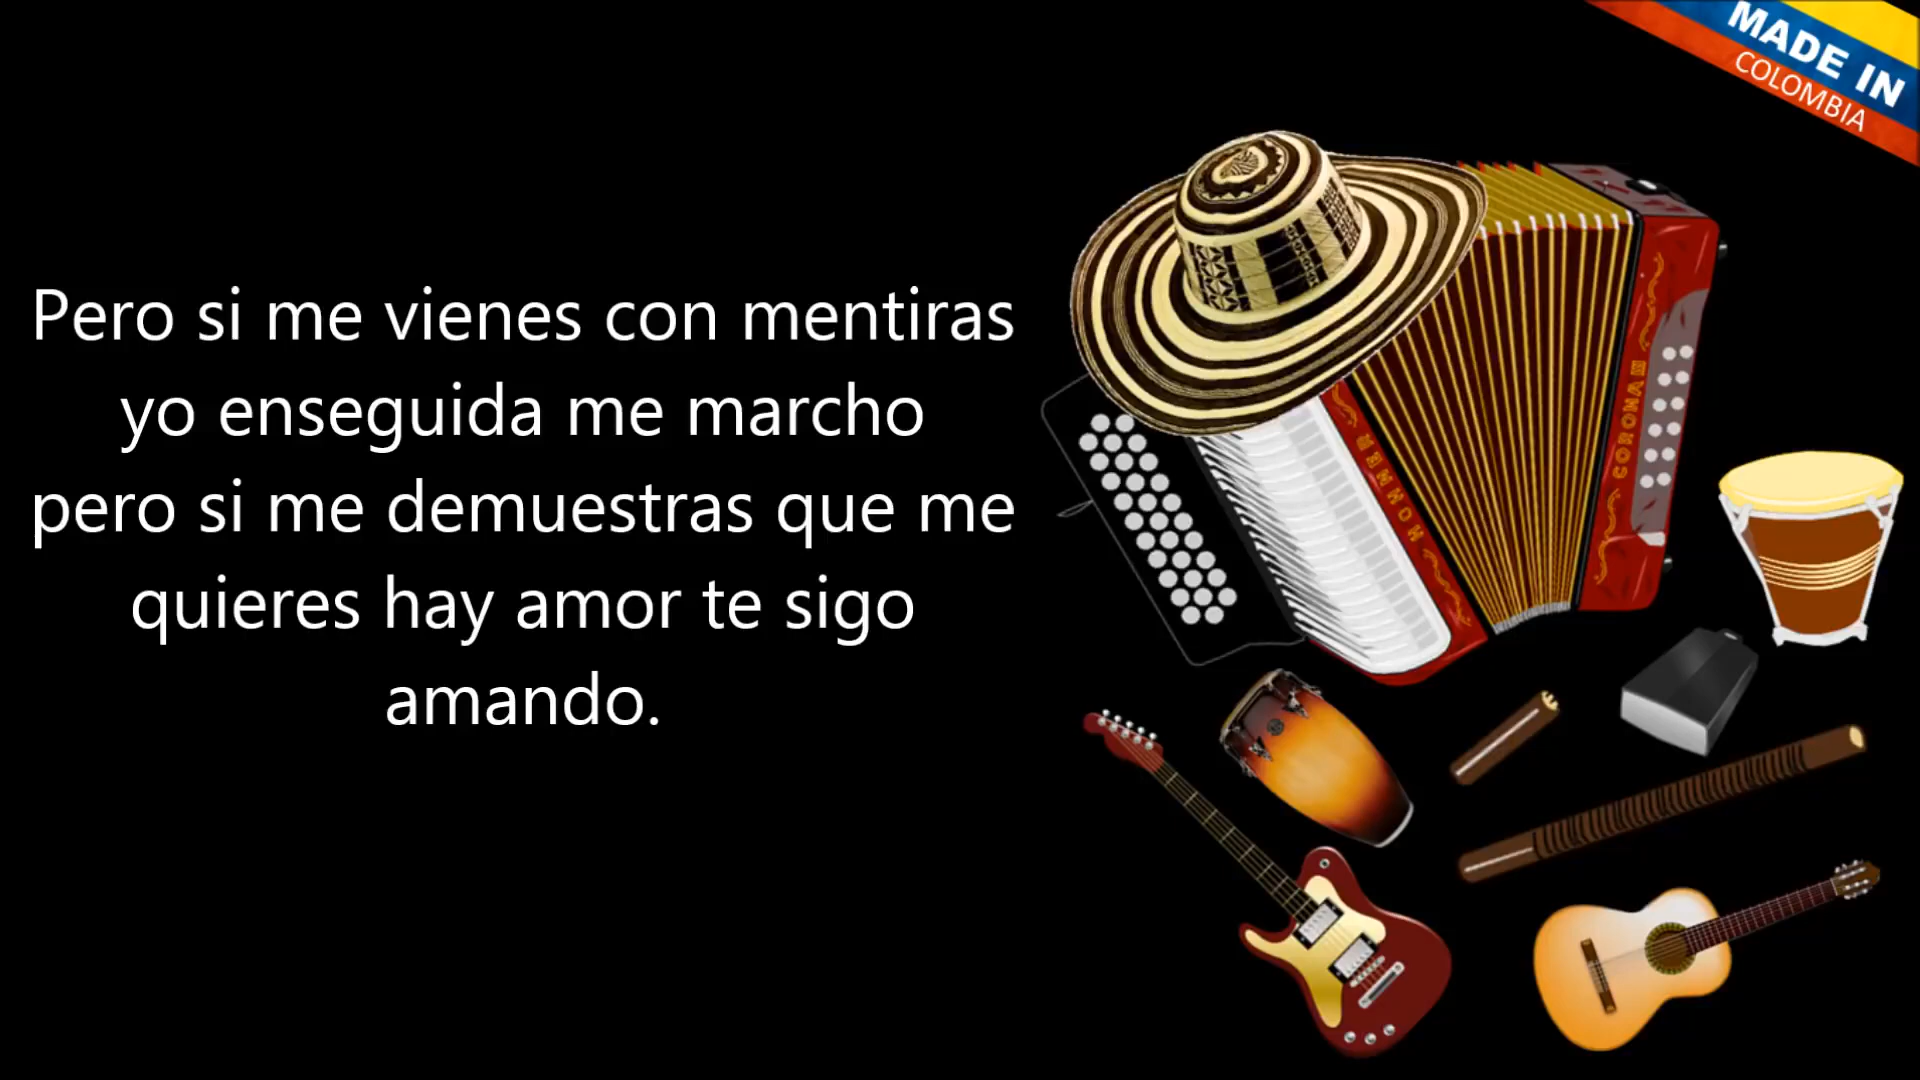 MADE IN
COLOMBIA
Pero si me vienes con mentiras
yo enseguida me marcho
pero si me demuestras que me
quieres hay amor te sigo
amando.
HOHNER
CORONA III